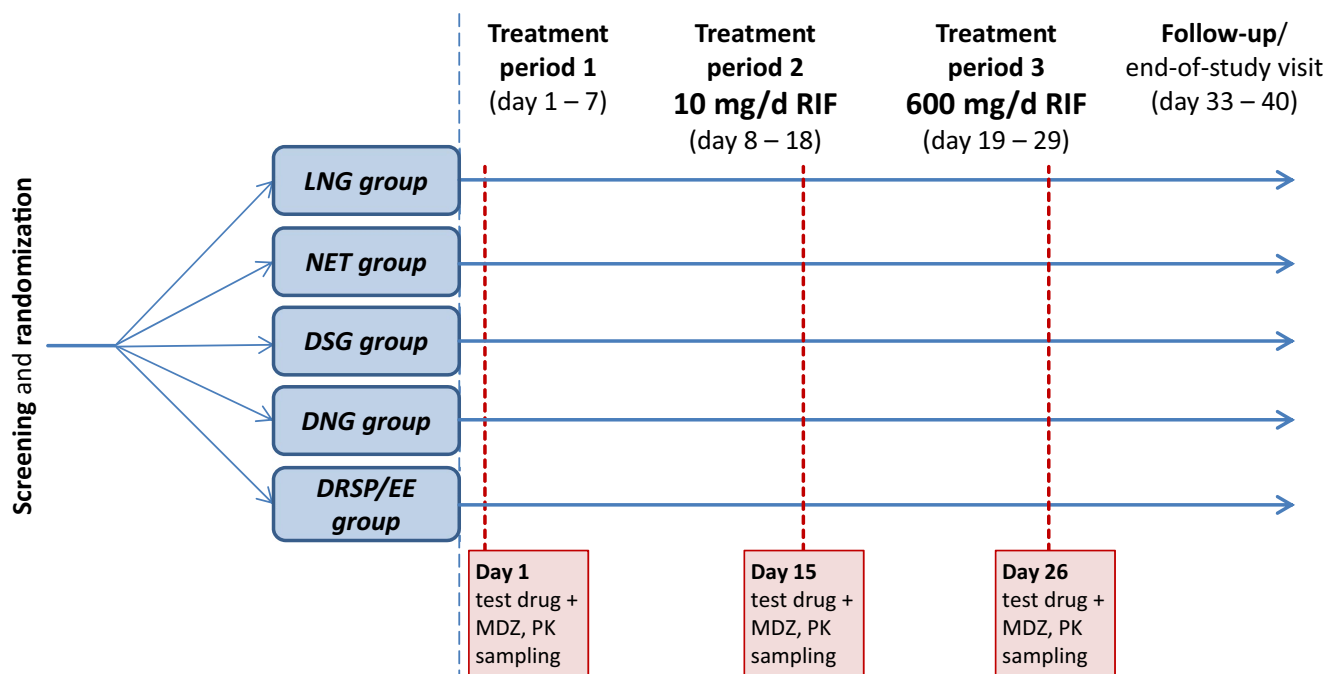 Screening and randomization
Treatment
period 1
(day 1 – 7)
Treatment
period 2
10 mg/d RIF
(day 8 – 18)
Treatment
period 3
600 mg/d RIF
(day 19 – 29)
Follow-up/
end-of-study visit
(day 33 – 40)
LNG group
NET group
DSG group
DNG group
DRSP/EE
group
Day 1
test drug +
MDZ, PK
sampling
Day 15
test drug +
MDZ, PK
sampling
Day 26
test drug +
MDZ, PK
sampling